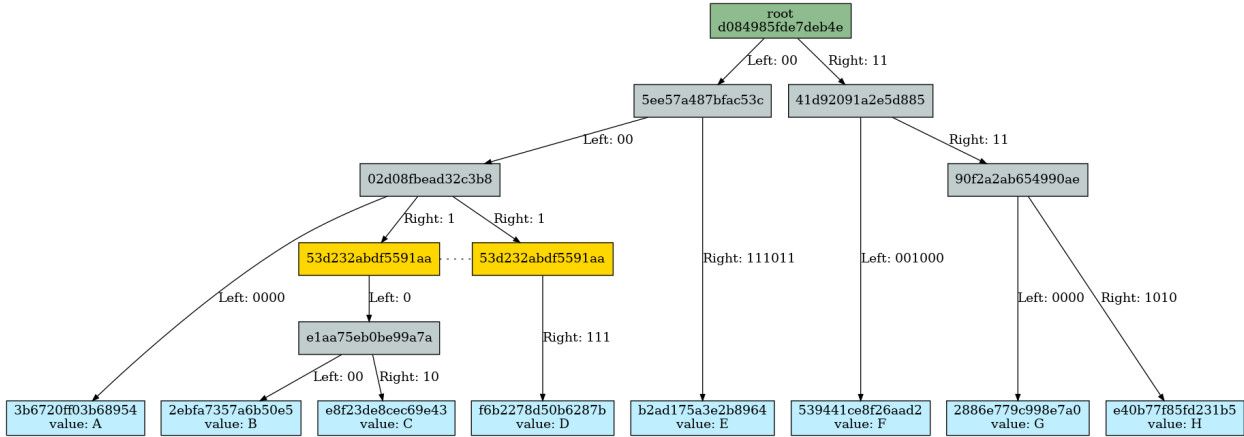 root
d084985fde7deb4e
Left: 00
Right: 11
5ee57a487bfac53c
41d92091a2e5d885
Left: 00
Right: 11
02d08fbead32c3b8
90f2a2ab654990ae
Right: 1
Right: 1
53d232abdf5591aa
53d232abdf5591aa
Right: 111011
Left: 001000
Left: 0000
Left: 0
Left: 0000
Right: 1010
e1aa75eb0be99a7a
Right: 111
Left: 00
Right: 10
3b6720ff03b68954
value: A
2ebfa7357a6b50e5
value: B
e8f23de8cec69e43
value: C
f6b2278d50b6287b
value: D
b2ad175a3e2b8964
value: E
539441ce8f26aad2
value: F
2886e779c998e7a0
value: G
e40b77f85fd231b5
value: H